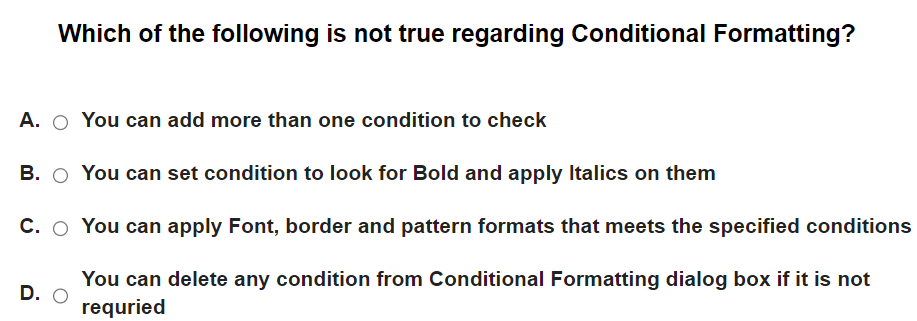 Which of the following is not true regarding Conditional Formatting?
A. You can add more than one condition to check
B. You can set condition to look for Bold and apply Italics on them
C. You can apply Font, border and pattern formats that meets the specified conditions
D. You can delete any condition from Conditional Formatting dialog box if it is not
requried